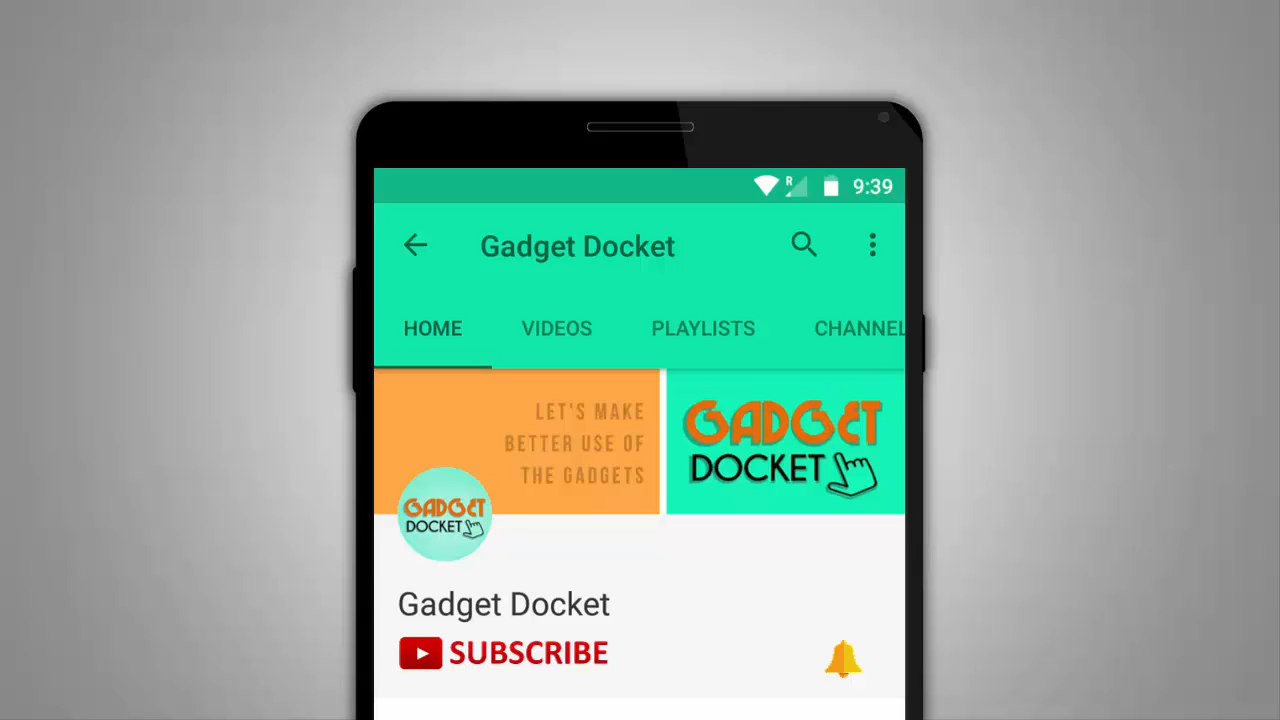 R 9:39
Gadget Docket
HOME VIDEOS PLAYLISTS CHANNEL
LET'S MAKE
BETTER USE OF
THE GADGETS
GADGET
DOCKET
GADGET
DOCKET
Gadget Docket
SUBSCRIBE